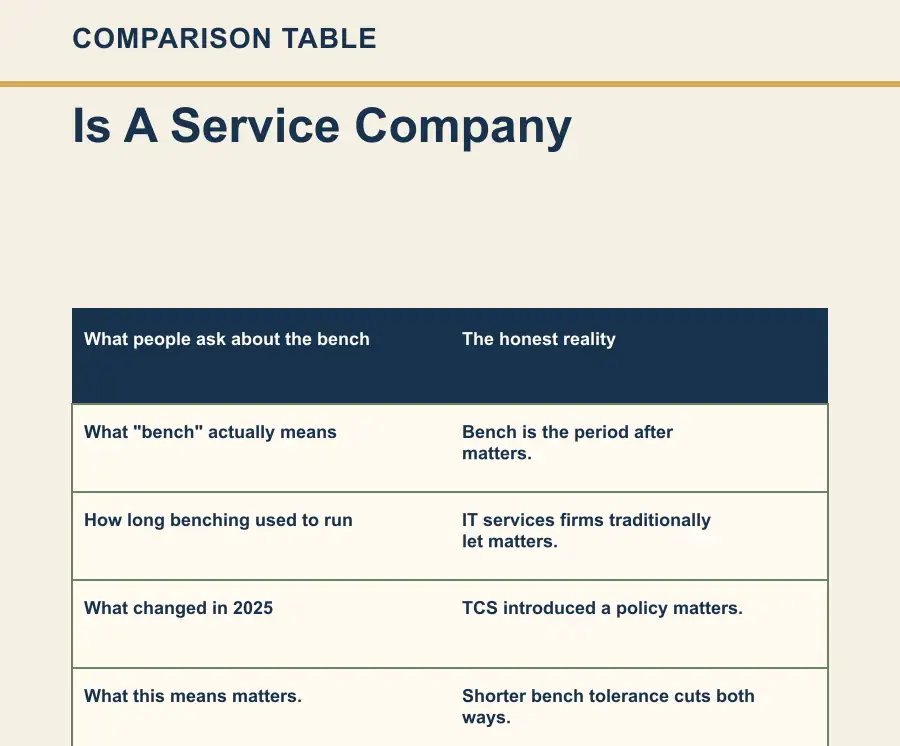 COMPARISON TABLE
Is A Service Company
What people ask about the bench
The honest reality
What "bench" actually means
Bench is the period after
matters.
How long benching used to run
IT services firms traditionally
let matters.
What changed in 2025
TCS introduced a policy matters.
What this means matters.
Shorter bench tolerance cuts both
ways.